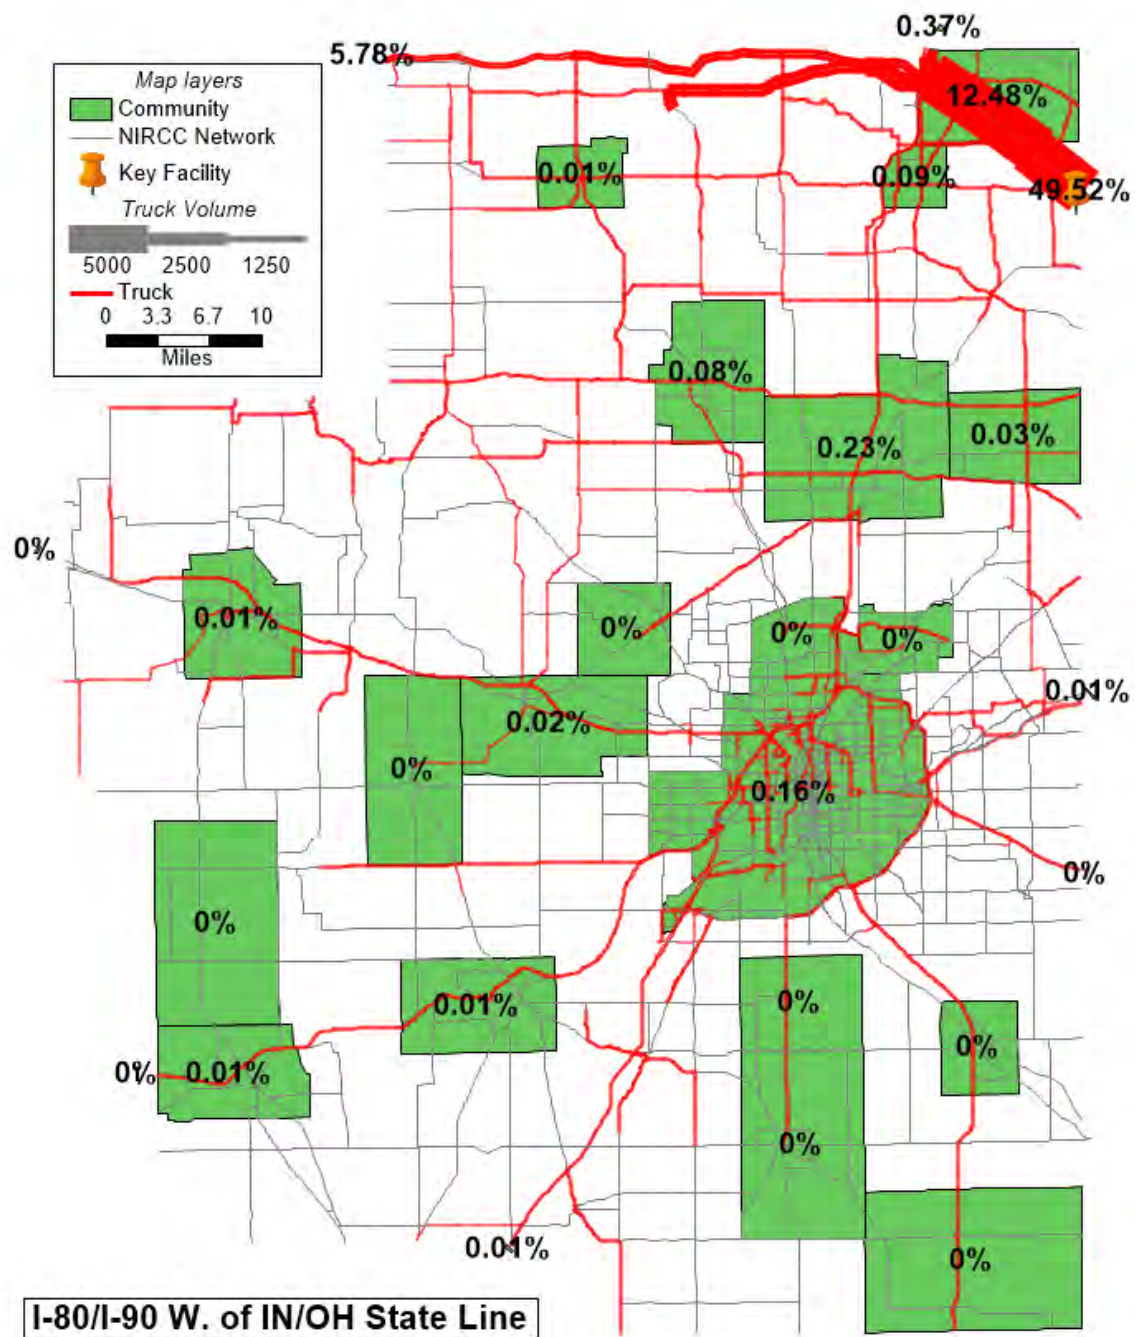 0.37%
5.78%
Map layers
Community
NIRCC Network
Key Facility
Truck Volume
5000 2500 1250
Truck
0 3.3 6.7 10
Miles
12.48%
0.01%
0.09%
49.52%
0.08%
0.23%
0.03%
0%
0.01%
0%
0%
0%
0.01%
0.02%
0%
0.16%
0%
0%
0.01%
0%
0%
0%
0.01%
0%
0.01%
0%
I-80/I-90 W. of IN/OH State Line